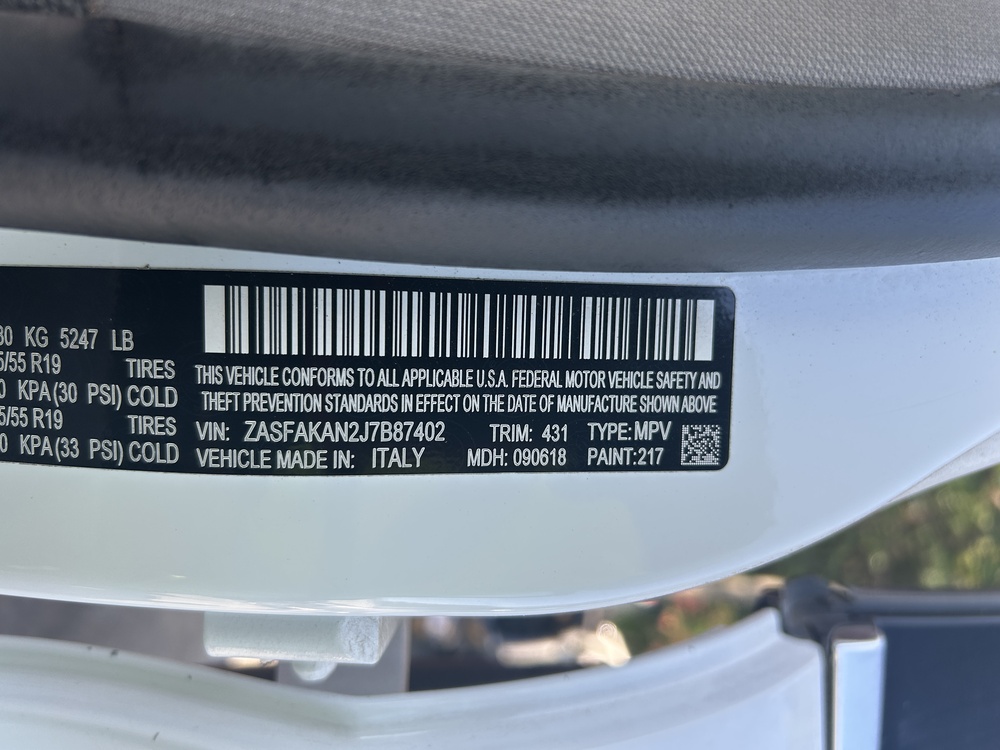 KG 5247 LB
/55 R19 TIRES
KPA(30 PSI) COLD
/55 R19 TIRES
KPA(33 PSI) COLD
THIS VEHICLE CONFORMS TO ALL APPLICABLE U.S.A. FEDERAL MOTOR VEHICLE SAFETY AND
THEFT PREVENTION STANDARDS IN EFFECT ON THE DATE OF MANUFACTURE SHOWN ABOVE
VIN: ZASFAKAN2J7B87402 TRIM: 431 TYPE:MPV
VEHICLE MADE IN: ITALY MDH: 090618 PAINT:217